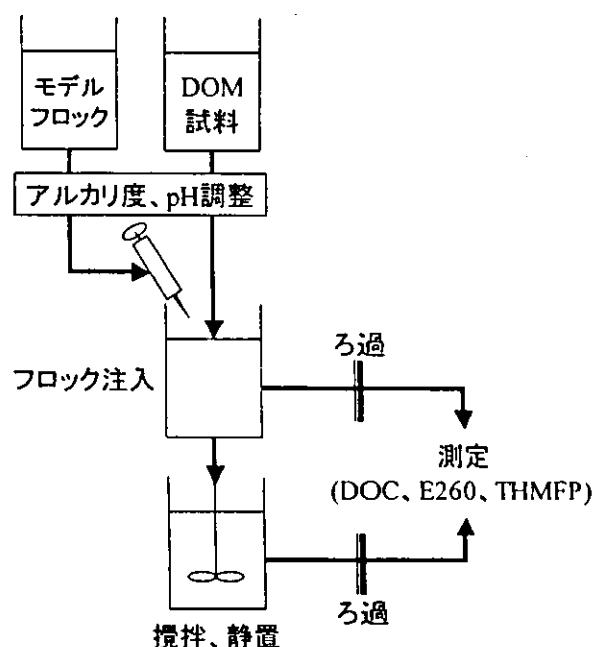 モデル
フロック
DOM
試料
アルカリ度、pH調整
フロック注入
ろ過
測定
(DOC、E260、THMFP)
ろ過
攪拌、静置